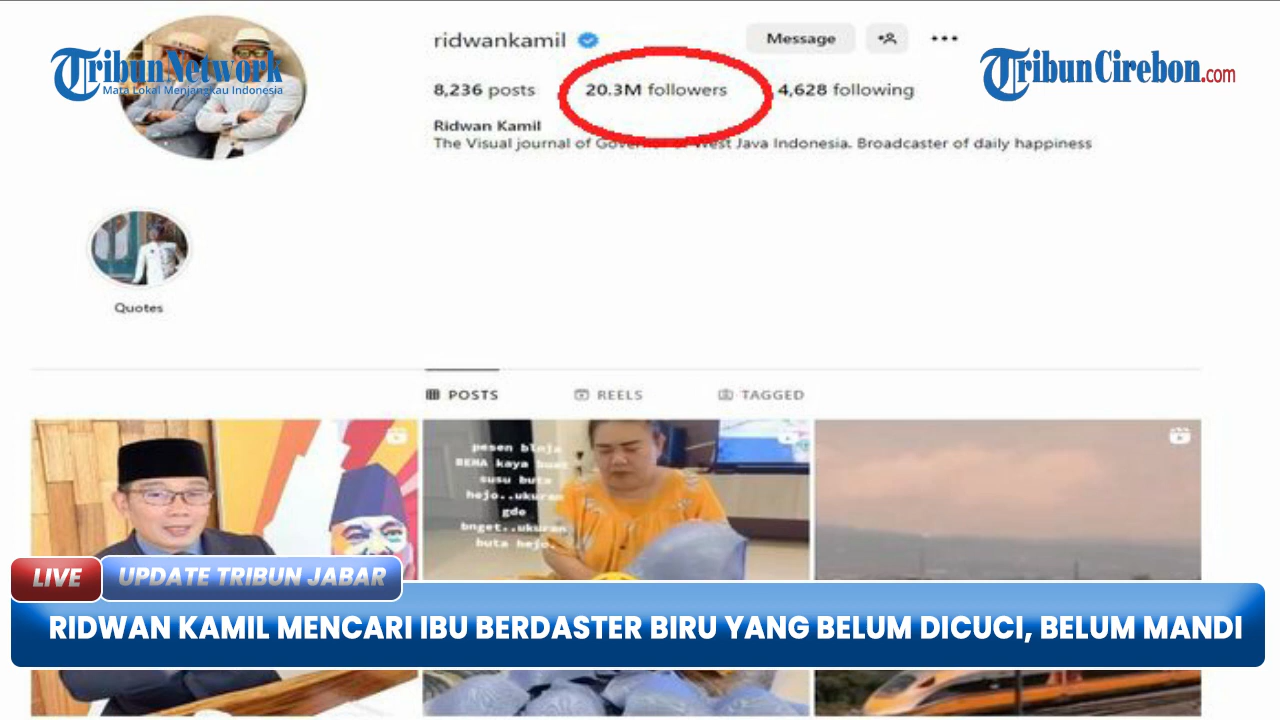 TribunNetwork
Mata Lokal Menjangkau Indonesia
ridwankamil
Message
TribunCirebon.com
8,236 posts
20.3M followers
4,628 following
Ridwan Kamil
The Visual journal of Governor of West Java Indonesia. Broadcaster of daily happiness
Quotes
POSTS
REELS
TAGGED
pesen blnja
kaya buat
susu buta
hejo..ukuran
gde
bnget..ukuran
buta hejo.
LIVE
UPDATE TRIBUN JABAR
RIDWAN KAMIL MENCARI IBU BERDASTER BIRU YANG BELUM DICUCI, BELUM MANDI